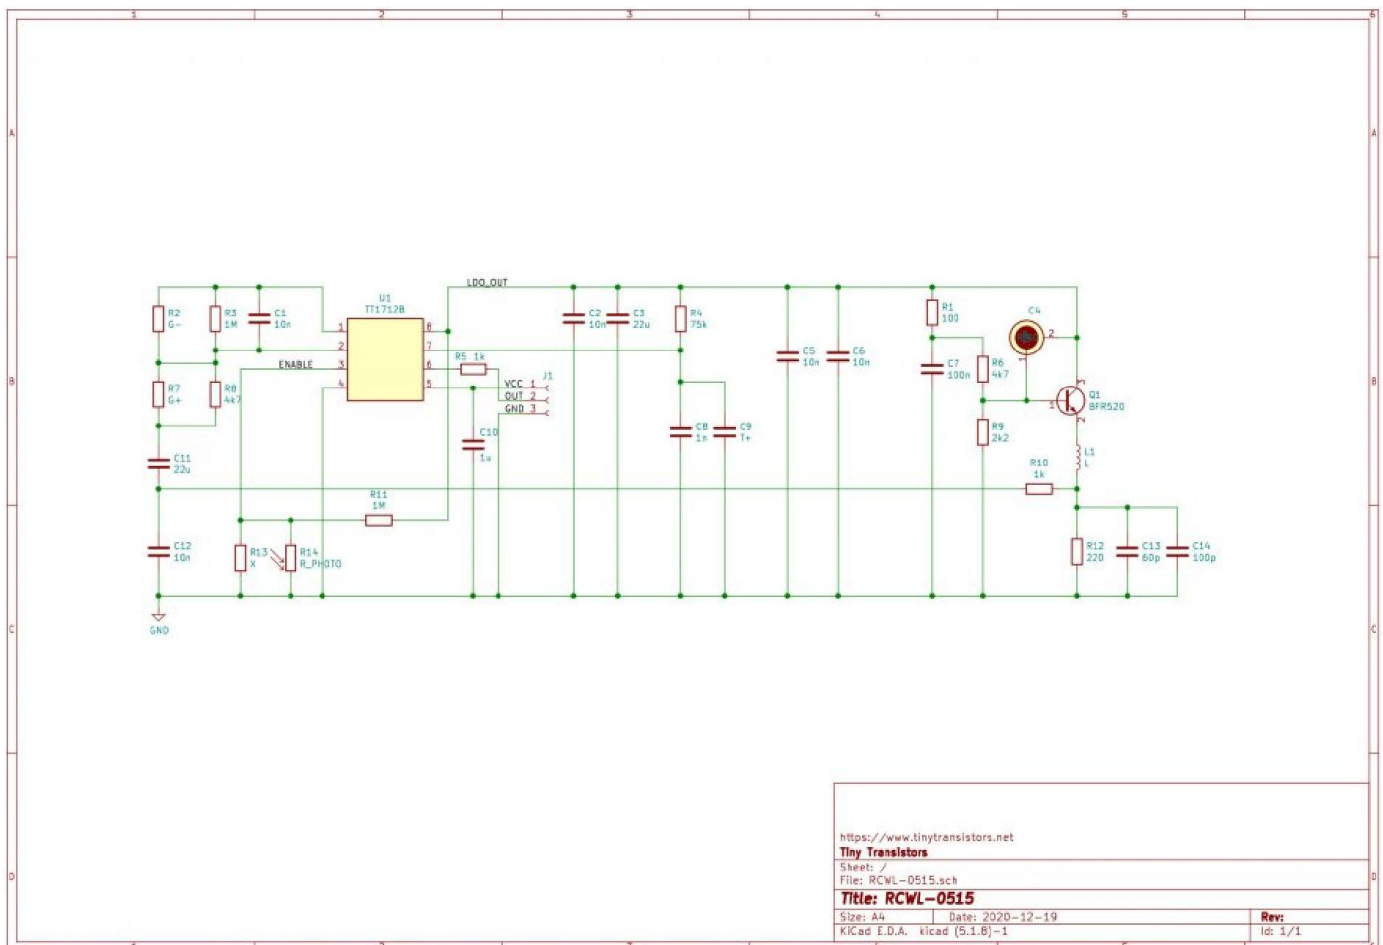 1 2 3 4 5 6
A A
B B
C C
D D
LDO_OUT
U1
TT1712B
1 2 3 4
8 7 6 5
ENABLE
R2
G-
R3
1M
C1
10n
R7
G+
R8
4k7
C11
22u
C12
10n
GND
R13
X
R14
R_PHOTO
R11
1M
R5 1k
C10
1u
J1
VCC 1
OUT 2
GND 3
C2
10n
C3
22u
R4
75k
C8
1n
C9
T+
C5
10n
C6
10n
R1
100
C7
100n
R6
4k7
R9
2k2
C4
2
1
3
1
2
Q1
BFR520
L1
L
R10
1k
R12
220
C13
60p
C14
100p
https://www.tinytransistors.net
Tiny Transistors
Sheet: /
File: RCWL-0515.sch
Title: RCWL-0515
Size: A4 Date: 2020-12-19 Rev:
KiCad E.D.A. kicad (5.1.8)-1 Id: 1/1